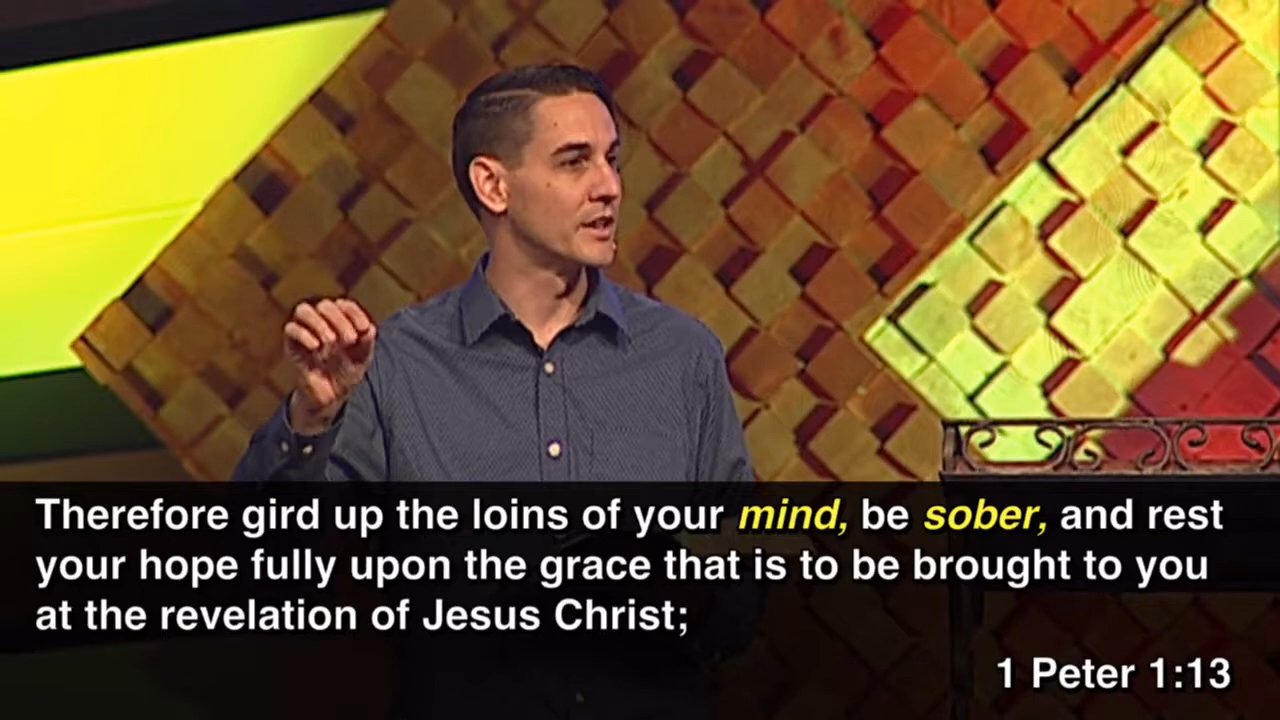 Therefore gird up the loins of your mind, be sober, and rest
your hope fully upon the grace that is to be brought to you
at the revelation of Jesus Christ;
1 Peter 1:13